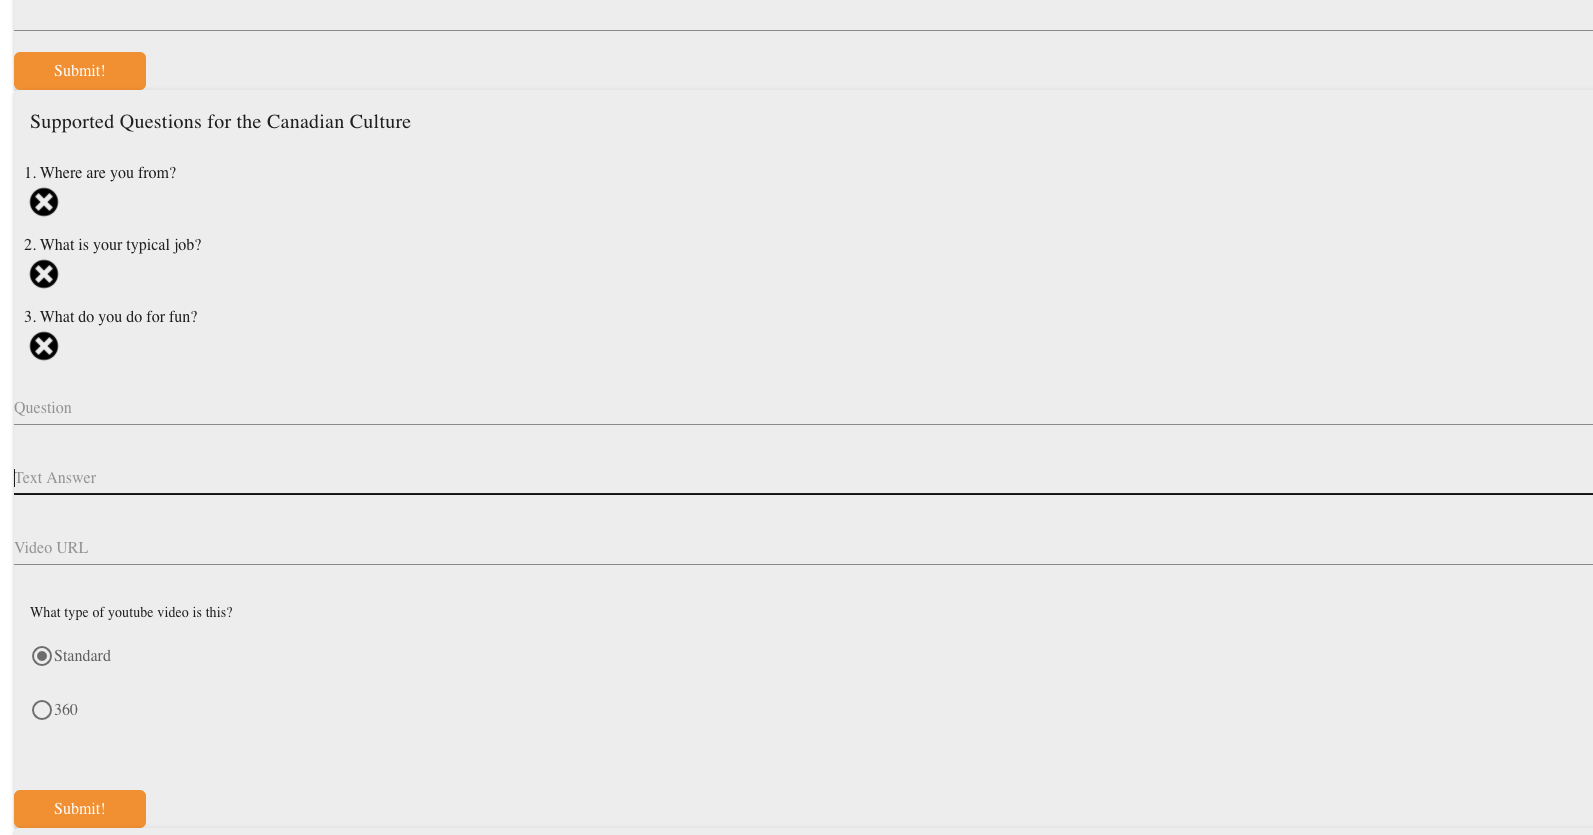 Submit!
Supported Questions for the Canadian Culture
1. Where are you from?
2. What is your typical job?
3. What do you do for fun?
Question
Text Answer
Video URL
What type of youtube video is this?
Standard
360
Submit!